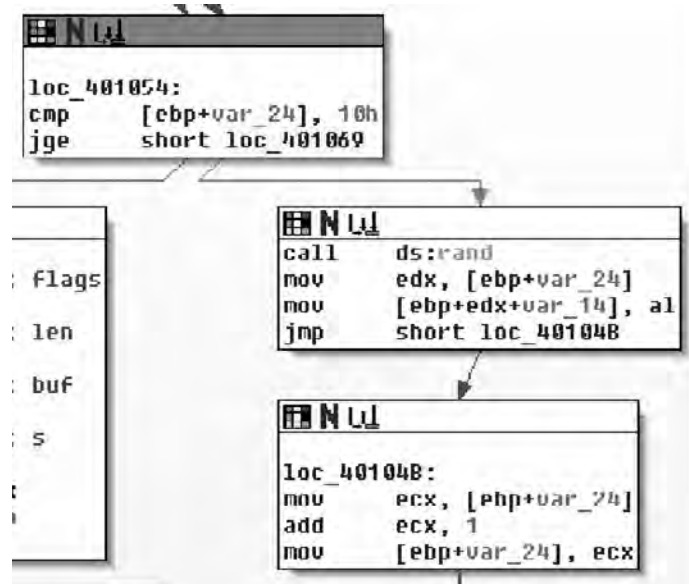 loc_401054:
cmp [ebp+var_24], 10h
jge short loc_401069
; flags
; len
; buf
; s
call ds:rand
mov edx, [ebp+var_24]
mov [ebp+edx+var_14], al
jmp short loc_40104B
loc_40104B:
mov ecx, [ebp+var_24]
add ecx, 1
mov [ebp+var_24], ecx